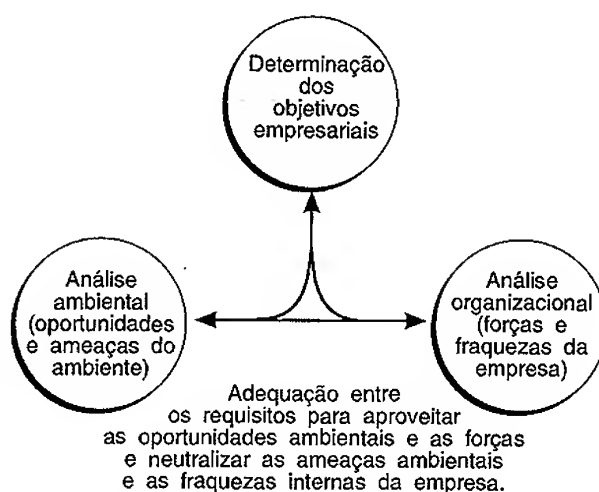 Determinação
dos
objetivos
empresariais
Análise
ambiental
(oportunidades
e ameaças do
ambiente)
Análise
organizacional
(forças e
fraquezas da
empresa)
Adequação entre
os requisitos para aproveitar
as oportunidades ambientais e as forças
e neutralizar as ameaças ambientais
e as fraquezas internas da empresa.